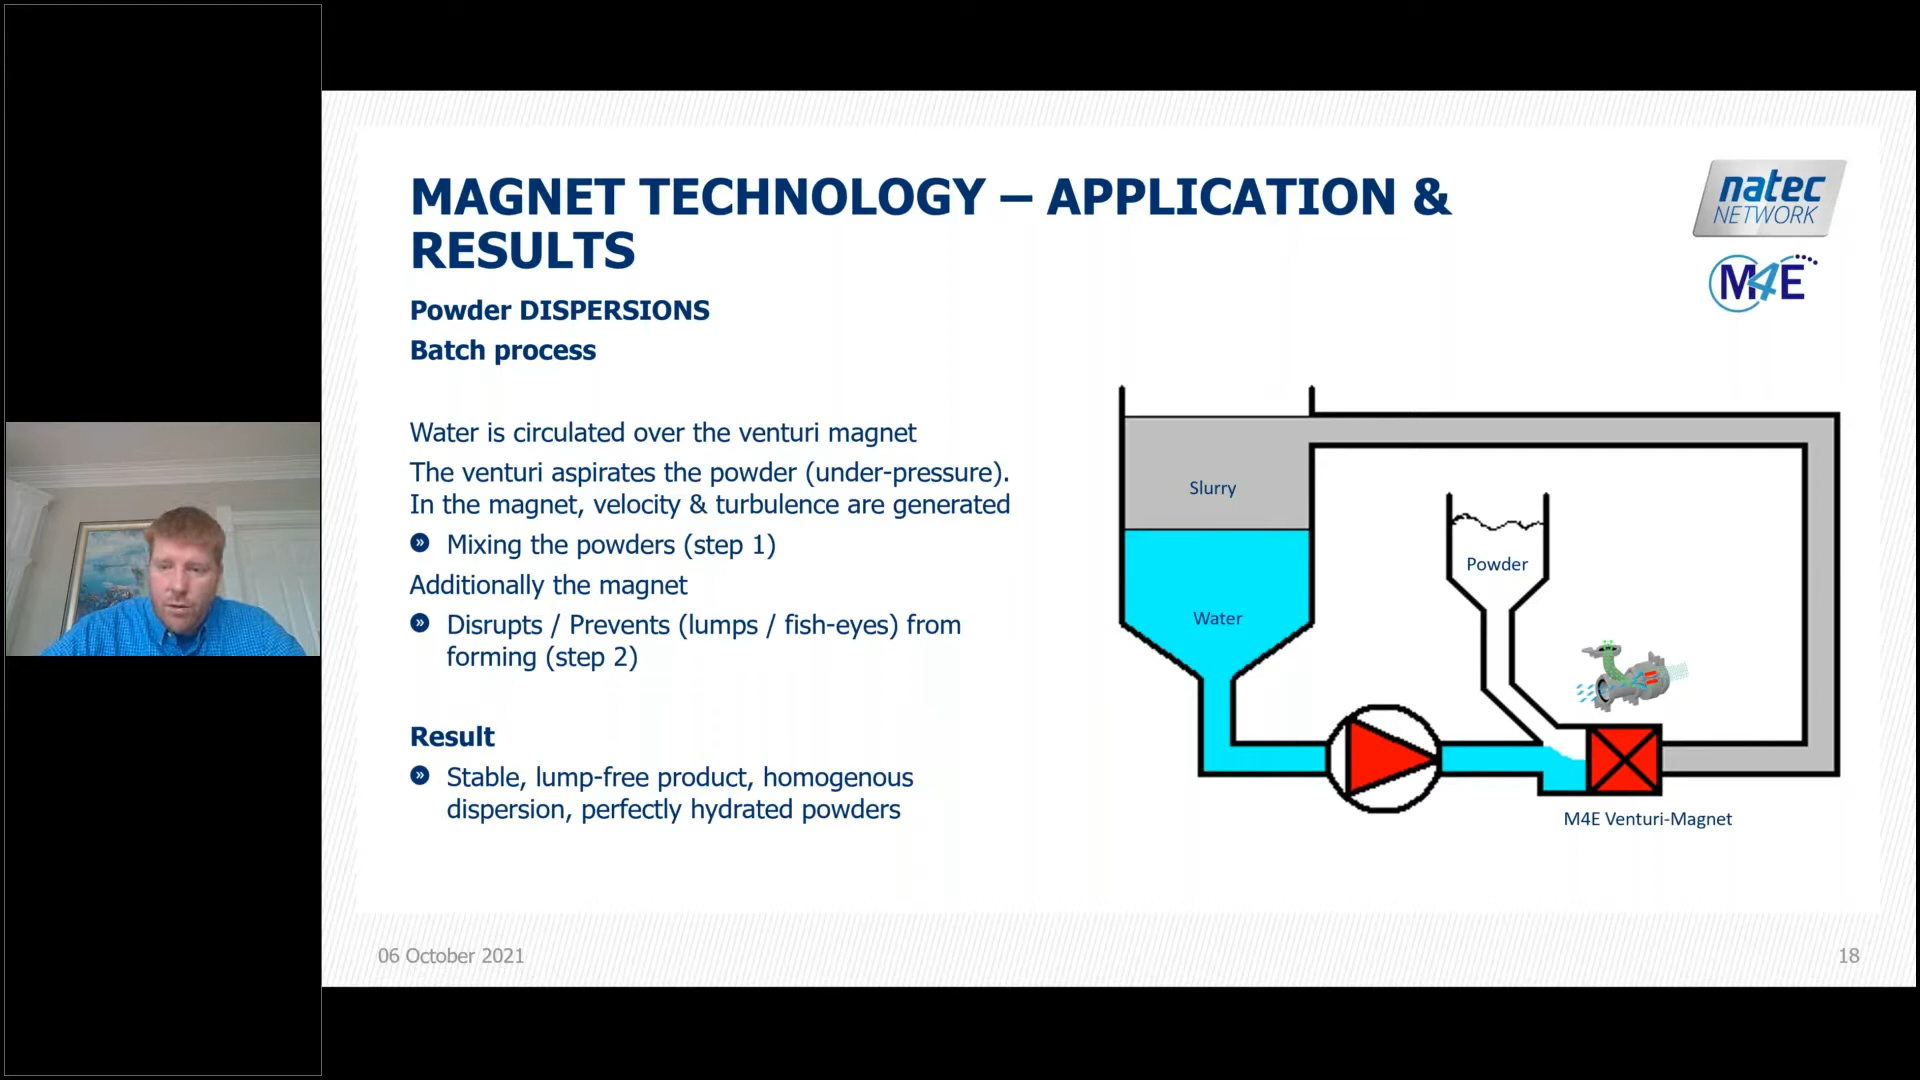 MAGNET TECHNOLOGY – APPLICATION &
RESULTS
natec
NETWORK
M4E
Powder DISPERSIONS
Batch process
Water is circulated over the venturi magnet
The venturi aspirates the powder (under-pressure).
In the magnet, velocity & turbulence are generated
» Mixing the powders (step 1)
Additionally the magnet
» Disrupts / Prevents (lumps / fish-eyes) from
forming (step 2)
Result
» Stable, lump-free product, homogenous
dispersion, perfectly hydrated powders
Slurry
Water
Powder
M4E Venturi-Magnet
06 October 2021
18